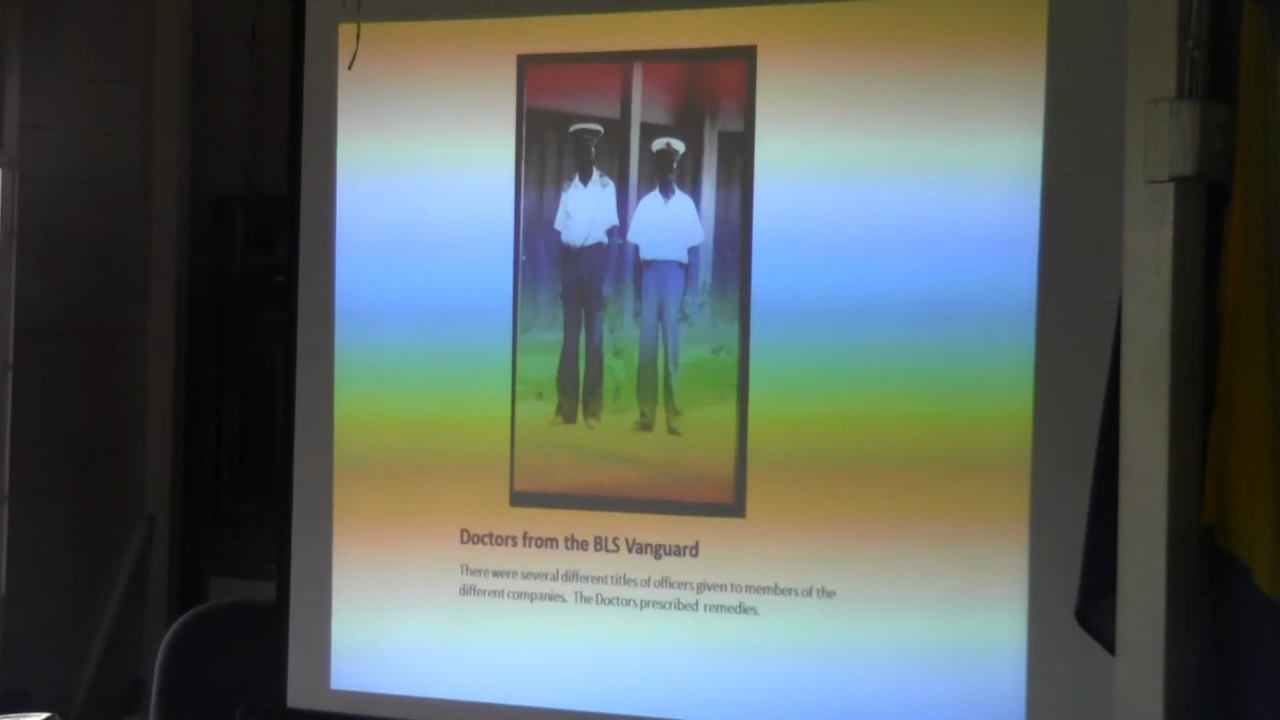 Doctors from the BLS Vanguard
There were several different titles of officers given to members of the
different companies. The Doctors prescribed remedies.